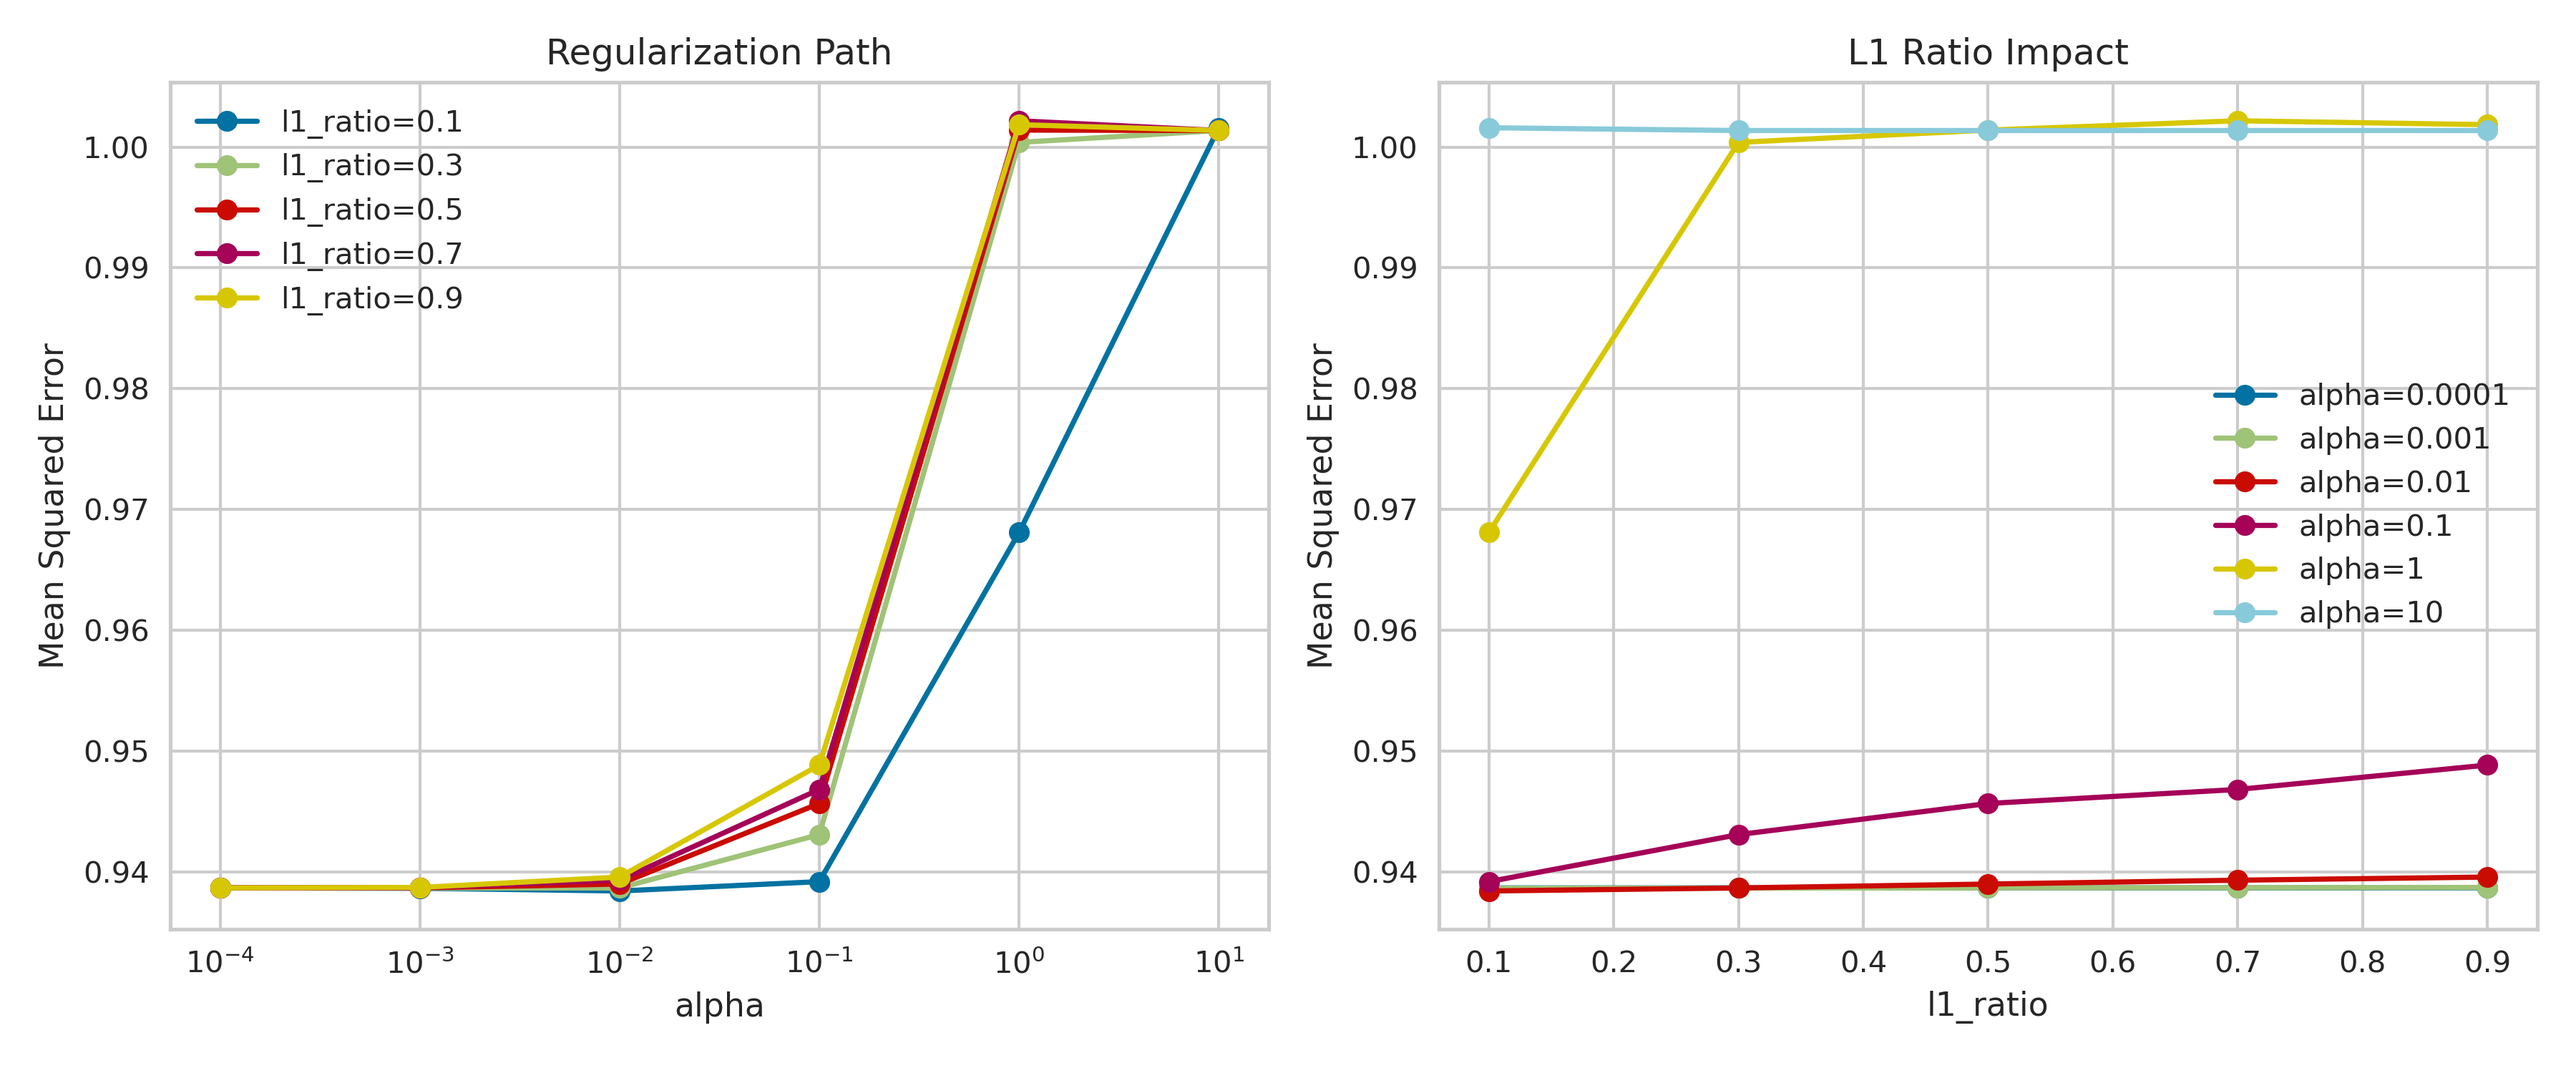 Regularization Path
Mean Squared Error
1.00
0.99
0.98
0.97
0.96
0.95
0.94
l1_ratio=0.1
l1_ratio=0.3
l1_ratio=0.5
l1_ratio=0.7
l1_ratio=0.9
10⁻⁴ 10⁻³ 10⁻² 10⁻¹ 10⁰ 10¹
alpha
L1 Ratio Impact
Mean Squared Error
1.00
0.99
0.98
0.97
0.96
0.95
0.94
alpha=0.0001
alpha=0.001
alpha=0.01
alpha=0.1
alpha=1
alpha=10
0.1 0.2 0.3 0.4 0.5 0.6 0.7 0.8 0.9
l1_ratio